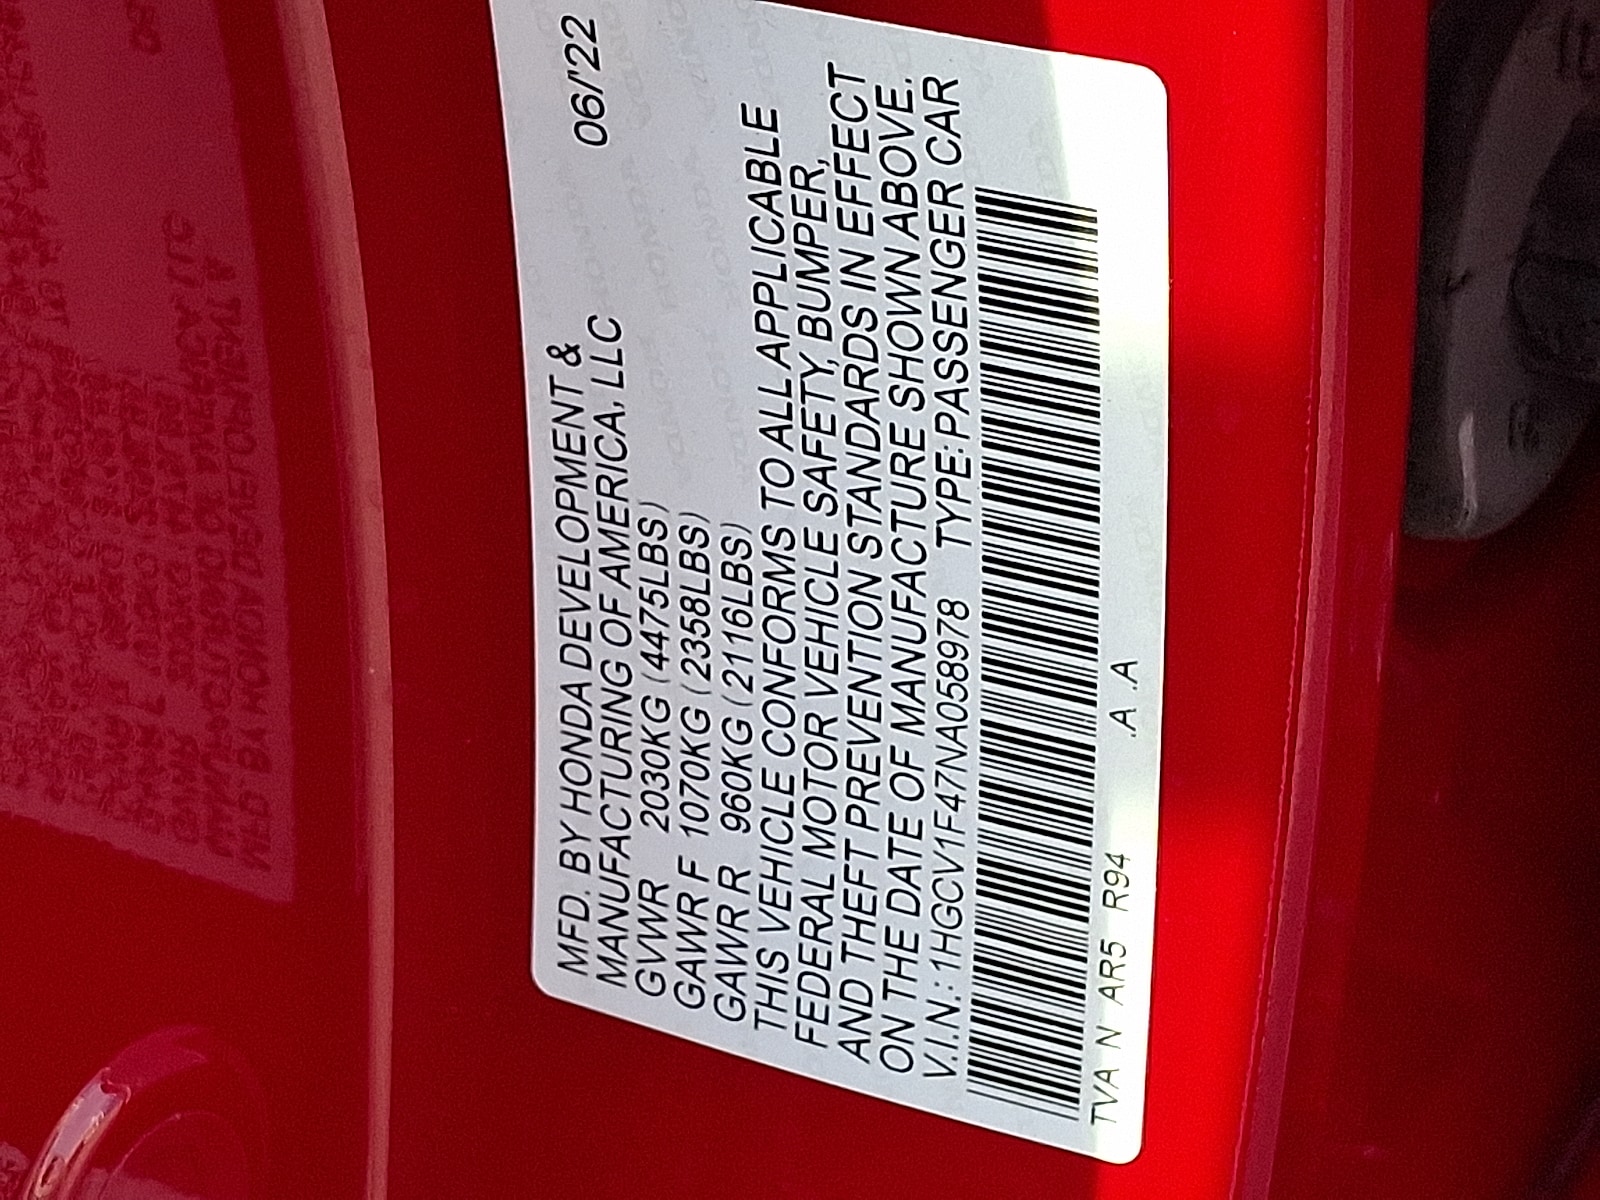 MFD. BY HONDA DEVELOPMENT & 06/'22
MANUFACTURING OF AMERICA, LLC
GVWR 2030KG (4475LBS)
GAWR F 1070KG (2358LBS)
GAWR R 960KG (2116LBS)
THIS VEHICLE CONFORMS TO ALL APPLICABLE
FEDERAL MOTOR VEHICLE SAFETY, BUMPER,
AND THEFT PREVENTION STANDARDS IN EFFECT
ON THE DATE OF MANUFACTURE SHOWN ABOVE.
V.I.N.: 1HGCV1F47NA058978 TYPE: PASSENGER CAR
TVA N AR5 R94 .A .A